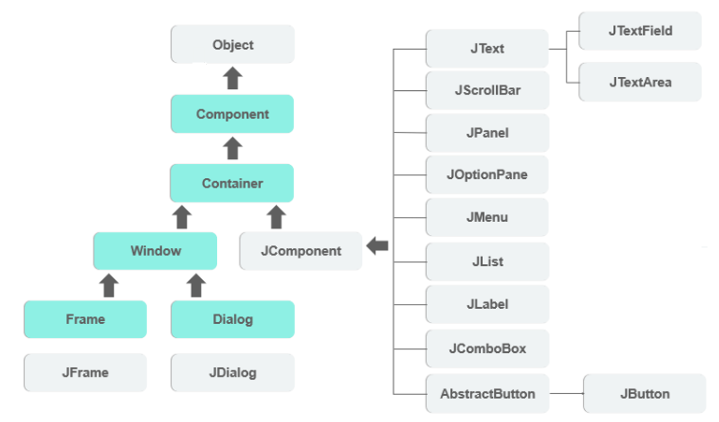 Object
Component
Container
Window
JComponent
Frame
Dialog
JFrame
JDialog
JText
JScrollBar
JPanel
JOptionPane
JMenu
JList
JLabel
JComboBox
AbstractButton
JTextField
JTextArea
JButton